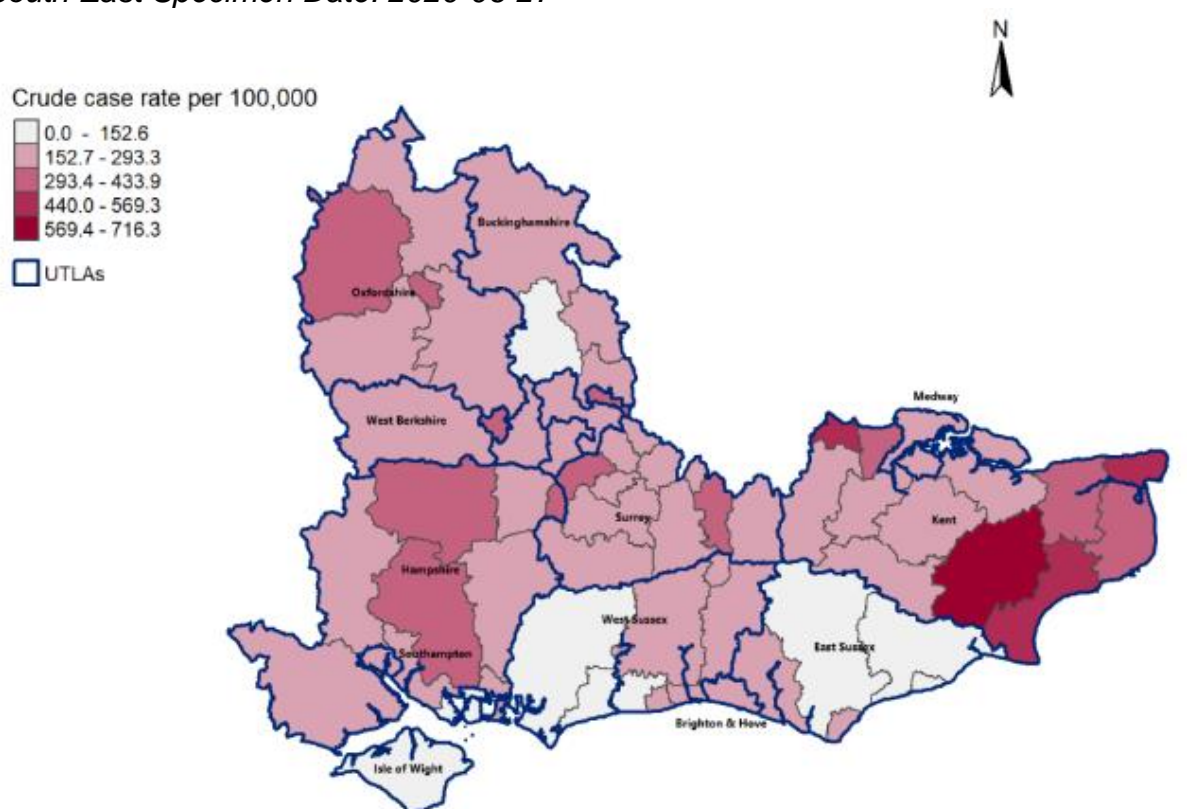 South East Specimen Date: 2020-05-27
N
Crude case rate per 100,000
0.0 - 152.6
152.7 - 293.3
293.4 - 433.9
440.0 - 569.3
569.4 - 716.3
UTLAs
Buckinghamshire
Oxfordshire
Medway
West Berkshire
Surrey
Kent
Hampshire
West Sussex
East Sussex
Southampton
Brighton & Hove
Isle of Wight